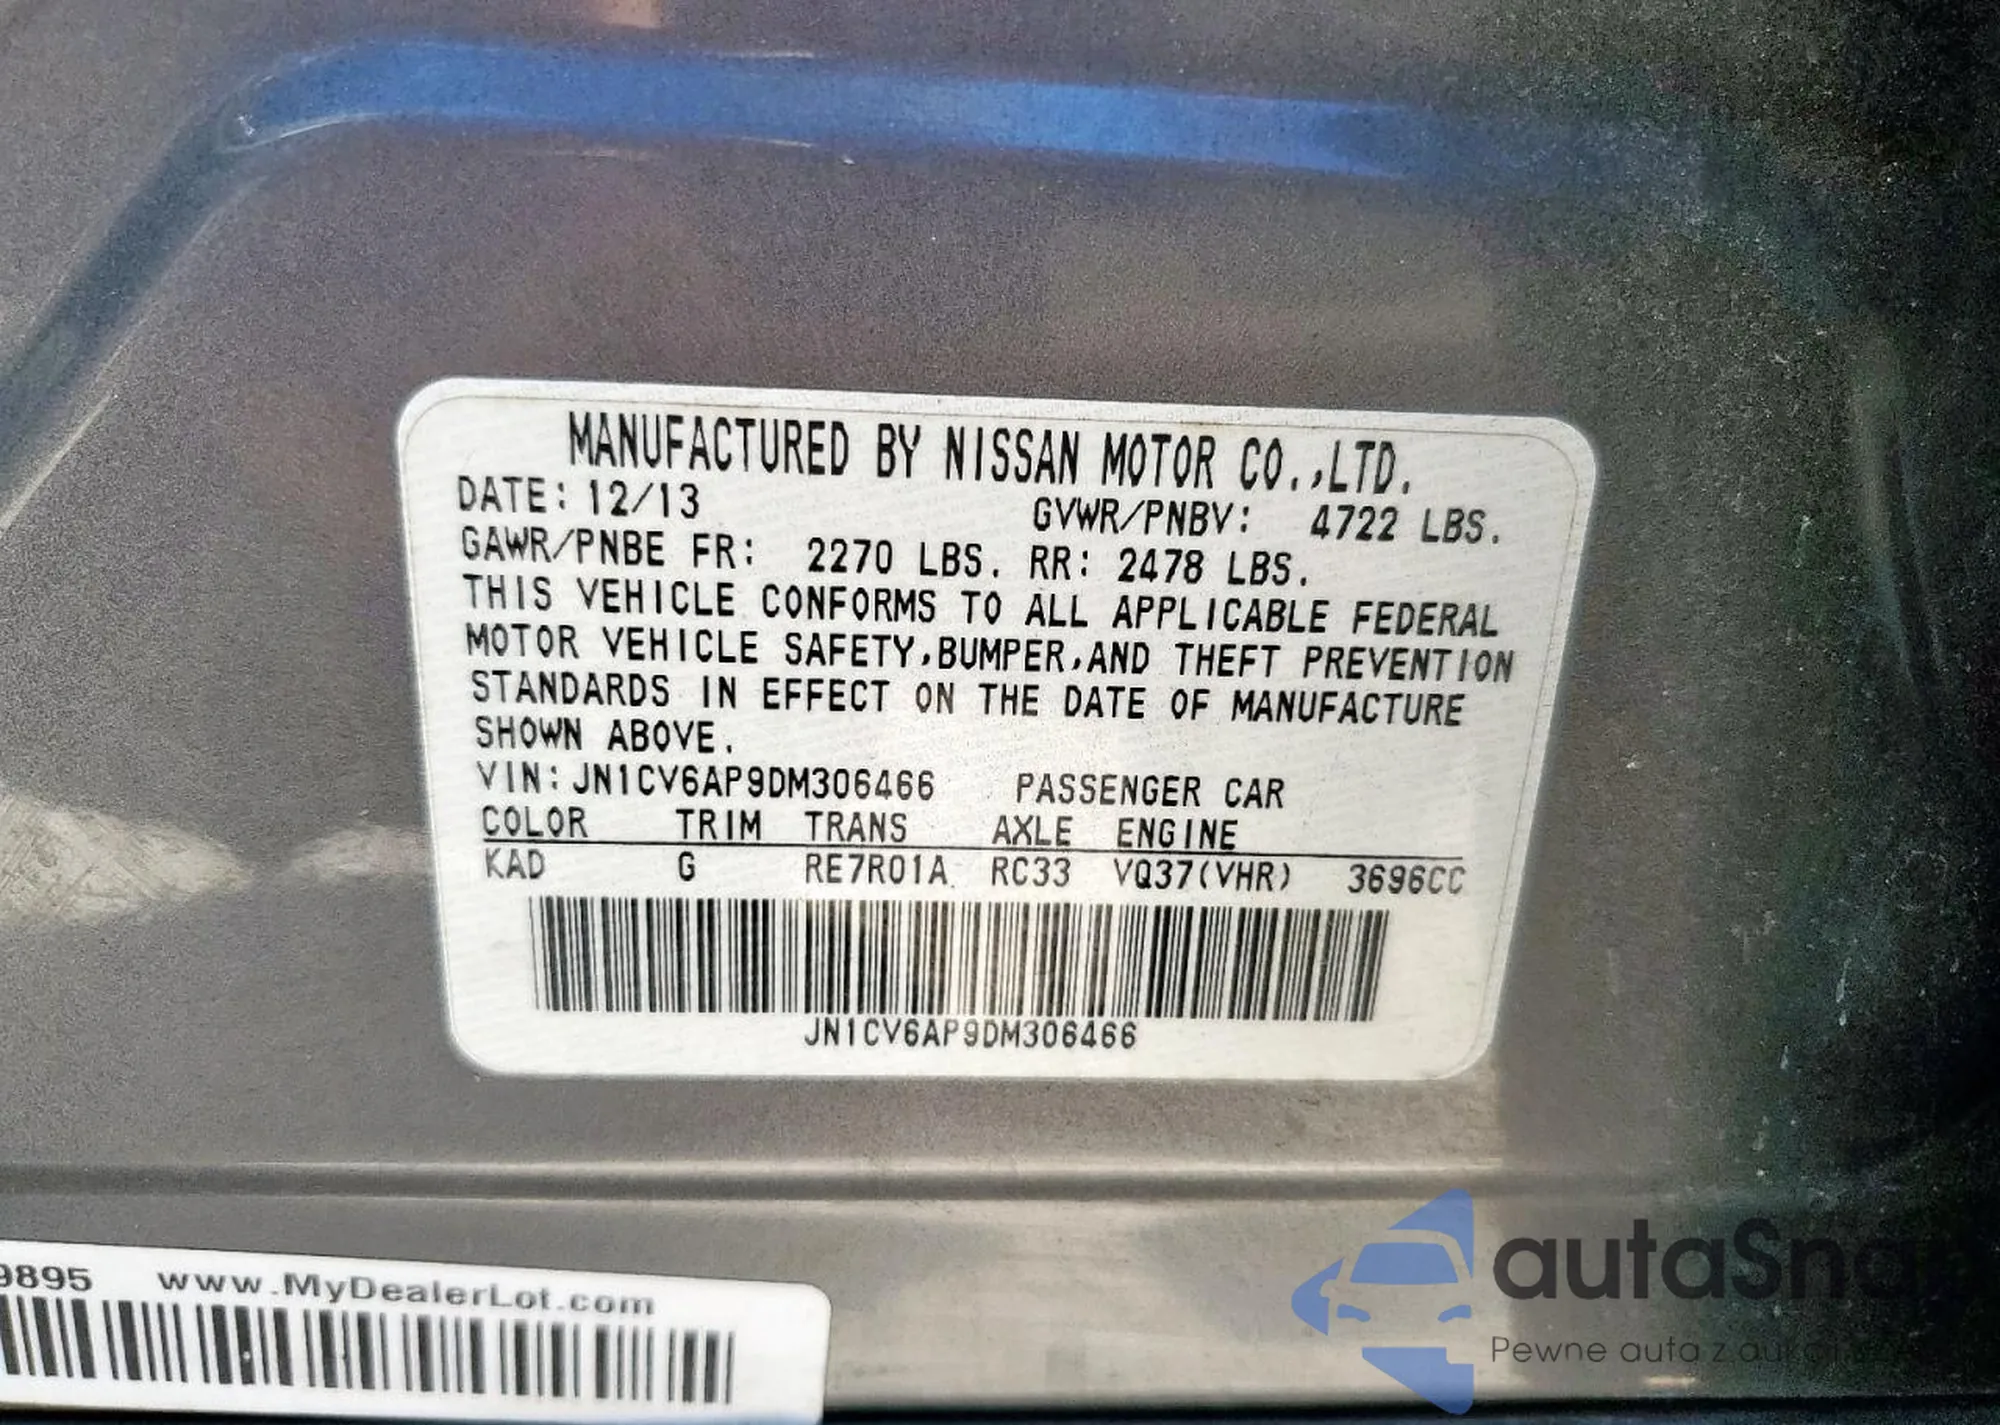 MANUFACTURED BY NISSAN MOTOR CO.,LTD.
DATE: 12/13 GVWR/PNBV: 4722 LBS.
GAWR/PNBE FR: 2270 LBS. RR: 2478 LBS.
THIS VEHICLE CONFORMS TO ALL APPLICABLE FEDERAL
MOTOR VEHICLE SAFETY,BUMPER,AND THEFT PREVENTION
STANDARDS IN EFFECT ON THE DATE OF MANUFACTURE
SHOWN ABOVE.
VIN: JN1CV6AP9DM306466 PASSENGER CAR
COLOR TRIM TRANS AXLE ENGINE
KAD G RE7R01A RC33 VQ37(VHR) 3696CC
JN1CV6AP9DM306466
9895 www.MyDealerLot.com
autaSna
Pewne auta z